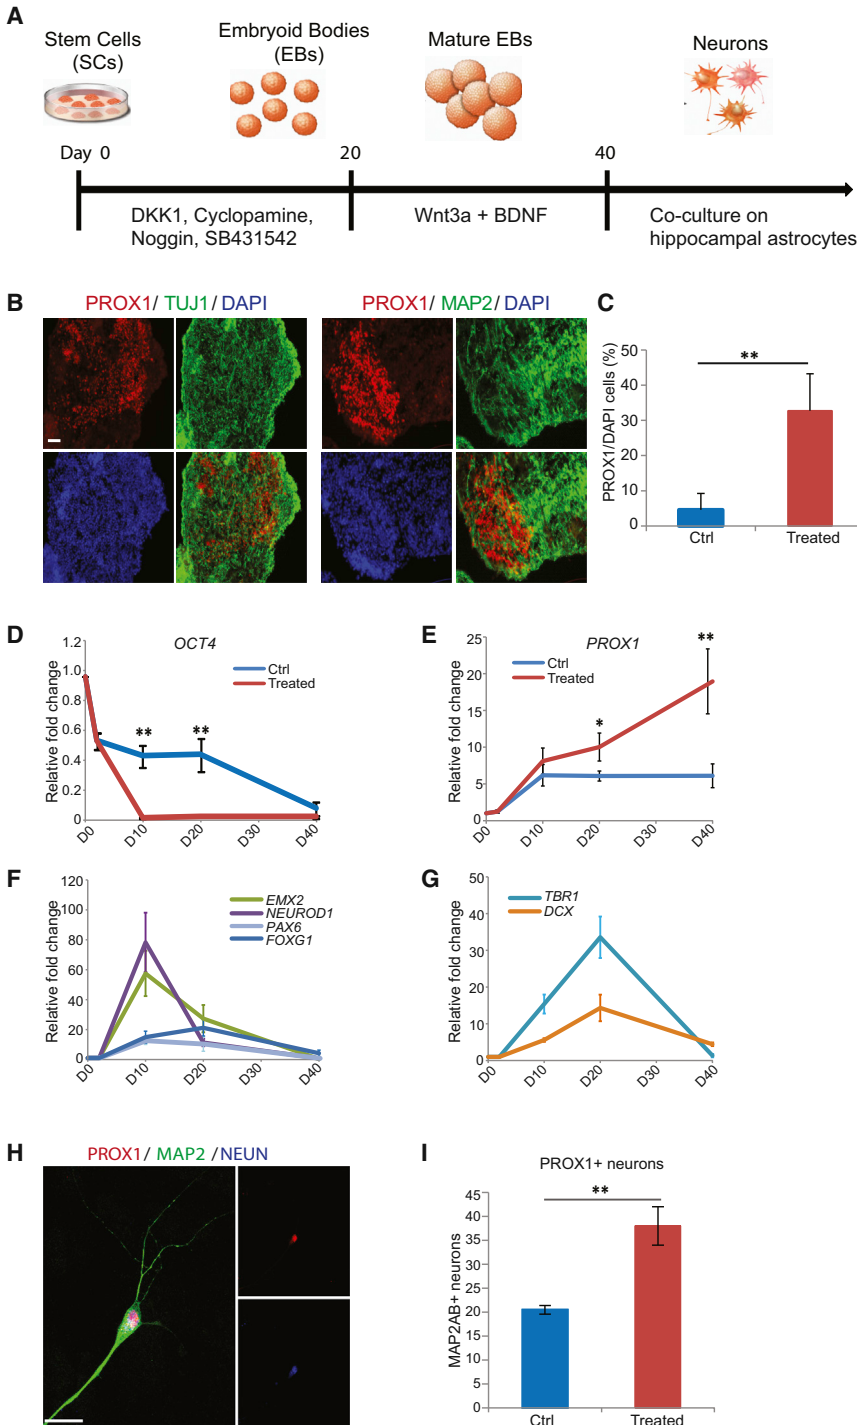 A
Stem Cells
(SCs)
Embryoid Bodies
(EBs)
Mature EBs
Neurons
Day 0
20
40
DKK1, Cyclopamine,
Noggin, SB431542
Wnt3a + BDNF
Co-culture on
hippocampal astrocytes
B
PROX1/ TUJ1/DAPI
PROX1/ MAP2/DAPI
C
PROX1/DAPI cells (%)
50
40
30
20
10
0
**
Ctrl
Treated
D
OCT4
Relative fold change
1.2
1.0
0.8
0.6
0.4
0.2
0
Ctrl
Treated
**
**
D0
D10
D20
D30
D40
E
PROX1
Relative fold change
25
20
15
10
5
0
Ctrl
Treated
*
**
D0
D10
D20
D30
D40
F
Relative fold change
120
100
80
60
40
20
0
EMX2
NEUROD1
PAX6
FOXG1
D0
D10
D20
D30
D40
G
Relative fold change
50
40
30
20
10
0
TBR1
DCX
D0
D10
D20
D30
D40
H
PROX1/ MAP2 /NEUN
I
PROX1+ neurons
MAP2AB+ neurons
45
40
35
30
25
20
15
10
5
0
**
Ctrl
Treated